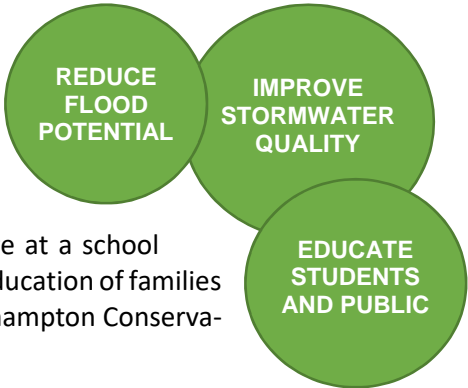 REDUCE
FLOOD
POTENTIAL
IMPROVE
STORMWATER
QUALITY
e at a school
ducation of families
hampton Conserva-
EDUCATE
STUDENTS
AND PUBLIC